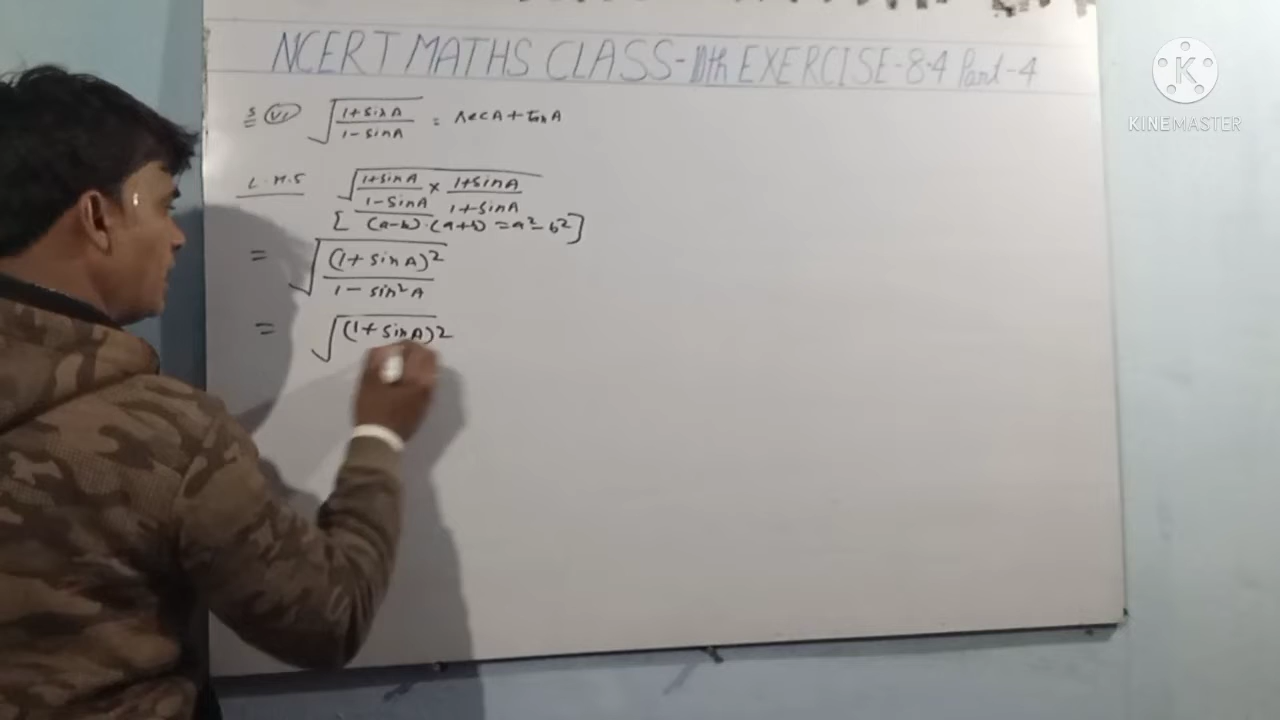 NCERT MATHS CLASS-10th EXERCISE-8.4 Part-4
K
KINEMASTER
5 (vi) √((1+sinA)/(1-sinA)) = secA+tanA
L.H.S √((1+sinA)/(1-sinA) × (1+sinA)/(1+sinA))
[(a-b)·(a+b) = a²-b²]
= √((1+sinA)²/(1-sin²A))
= √(1+sinA)²